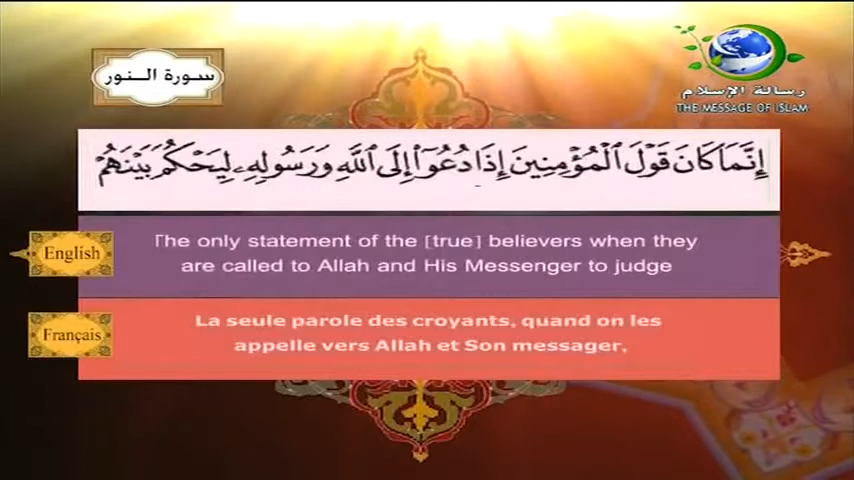 سورة النور
رسالة الإسلام
THE MESSAGE OF ISLAM
إِنَّمَا كَانَ قَوْلَ ٱلْمُؤْمِنِينَ إِذَا دُعُوٓا۟ إِلَى ٱللَّهِ وَرَسُولِهِۦ لِيَحْكُمَ بَيْنَهُمْ
English
The only statement of the [true] believers when they
are called to Allah and His Messenger to judge
Français
La seule parole des croyants, quand on les
appelle vers Allah et Son messager,